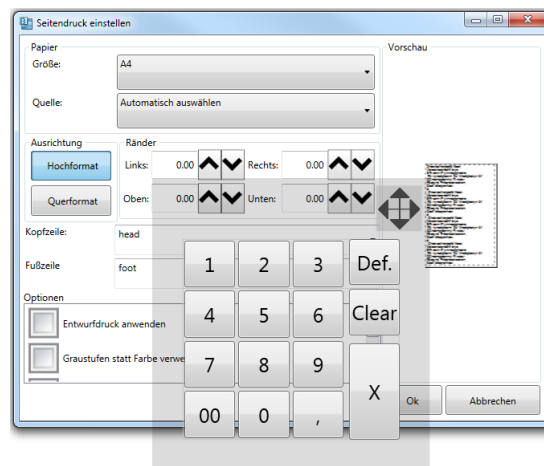 Seitendruck einstellen
Papier
Größe:
A4
Quelle:
Automatisch auswählen
Vorschau
Ausrichtung
Hochformat
Querformat
Ränder
Links: 0.00 Rechts: 0.00
Oben: 0.00 Unten: 0.00
Kopfzeile:
head
Fußzeile
foot
Optionen
Entwurfdruck anwenden
Graustufen statt Farbe verwe
1 2 3 Def.
4 5 6 Clear
7 8 9 X
00 0 ,
Ok
Abbrechen